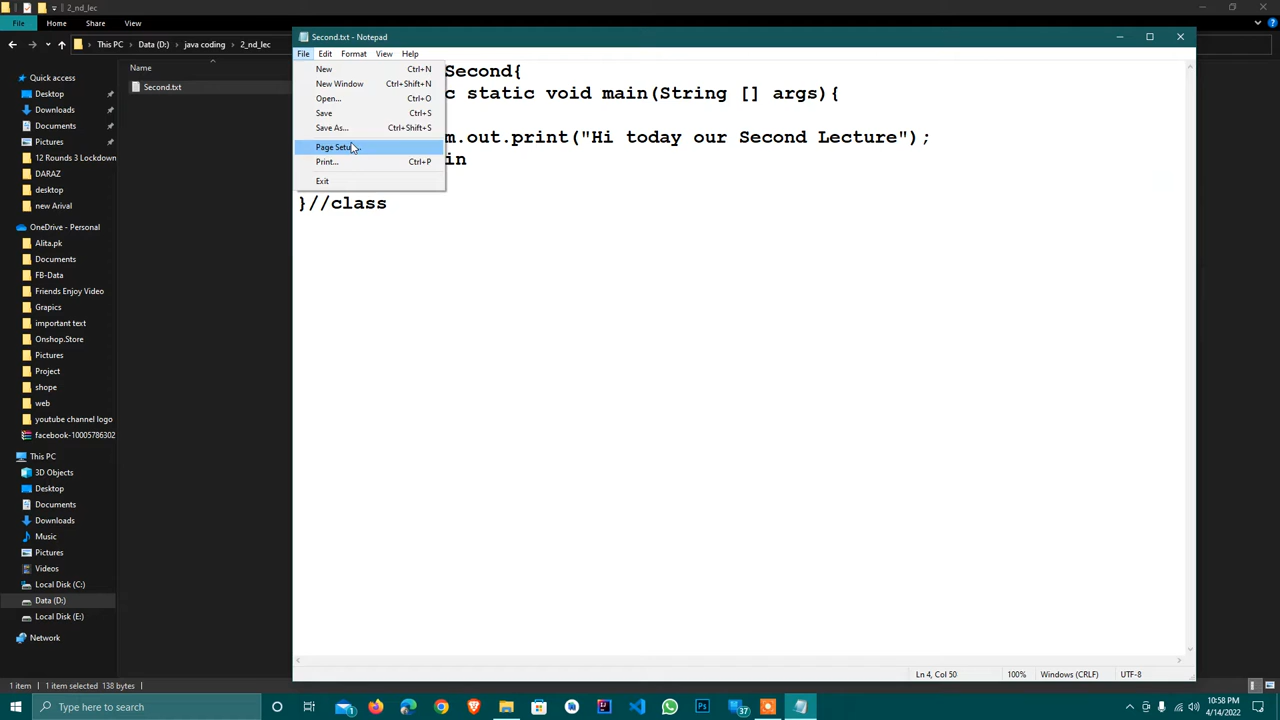 2_nd_lec
File Home Share View
This PC Data (D:) java coding 2_nd_lec
Name
Second.txt
Quick access
Desktop
Downloads
Documents
Pictures
12 Rounds 3 Lockdown
DARAZ
desktop
new Arival
OneDrive - Personal
Alita.pk
Documents
FB-Data
Friends Enjoy Video
Grapics
important text
Onshop.Store
Pictures
Project
shope
web
youtube channel logo
facebook-10005786302
This PC
3D Objects
Desktop
Documents
Downloads
Music
Pictures
Videos
Local Disk (C:)
Data (D:)
Local Disk (E:)
Network
1 item 1 item selected 138 bytes
Second.txt - Notepad
File Edit Format View Help
New Ctrl+N
New Window Ctrl+Shift+N
Open... Ctrl+O
Save Ctrl+S
Save As... Ctrl+Shift+S
Page Setu...
Print... Ctrl+P
Exit
Second{
c static void main(String [] args){
m.out.print("Hi today our Second Lecture");
in
}//class
Ln 4, Col 50 100% Windows (CRLF) UTF-8
Type here to search
37
10:58 PM
4/14/2022